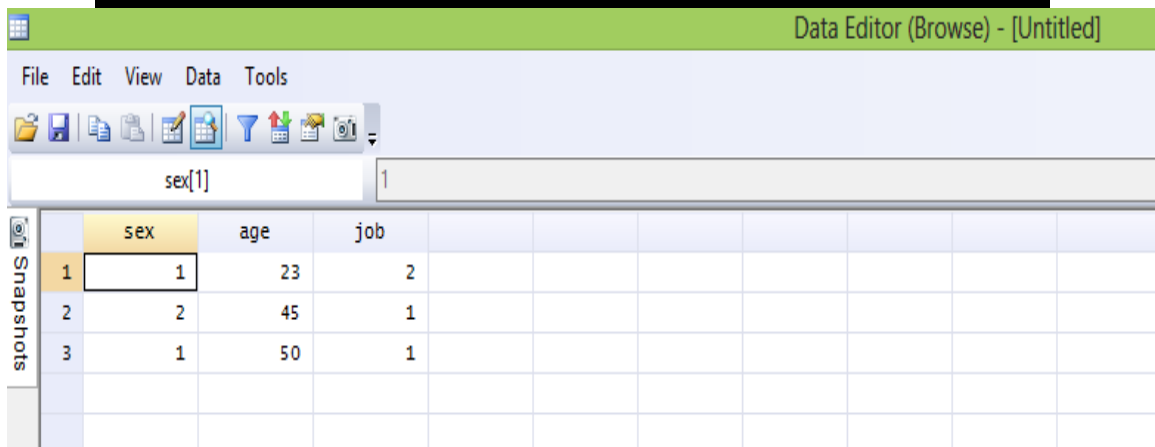 Data Editor (Browse) - [Untitled]
File Edit View Data Tools
sex[1] 1
Snapshots
sex age job
1 1 23 2
2 2 45 1
3 1 50 1